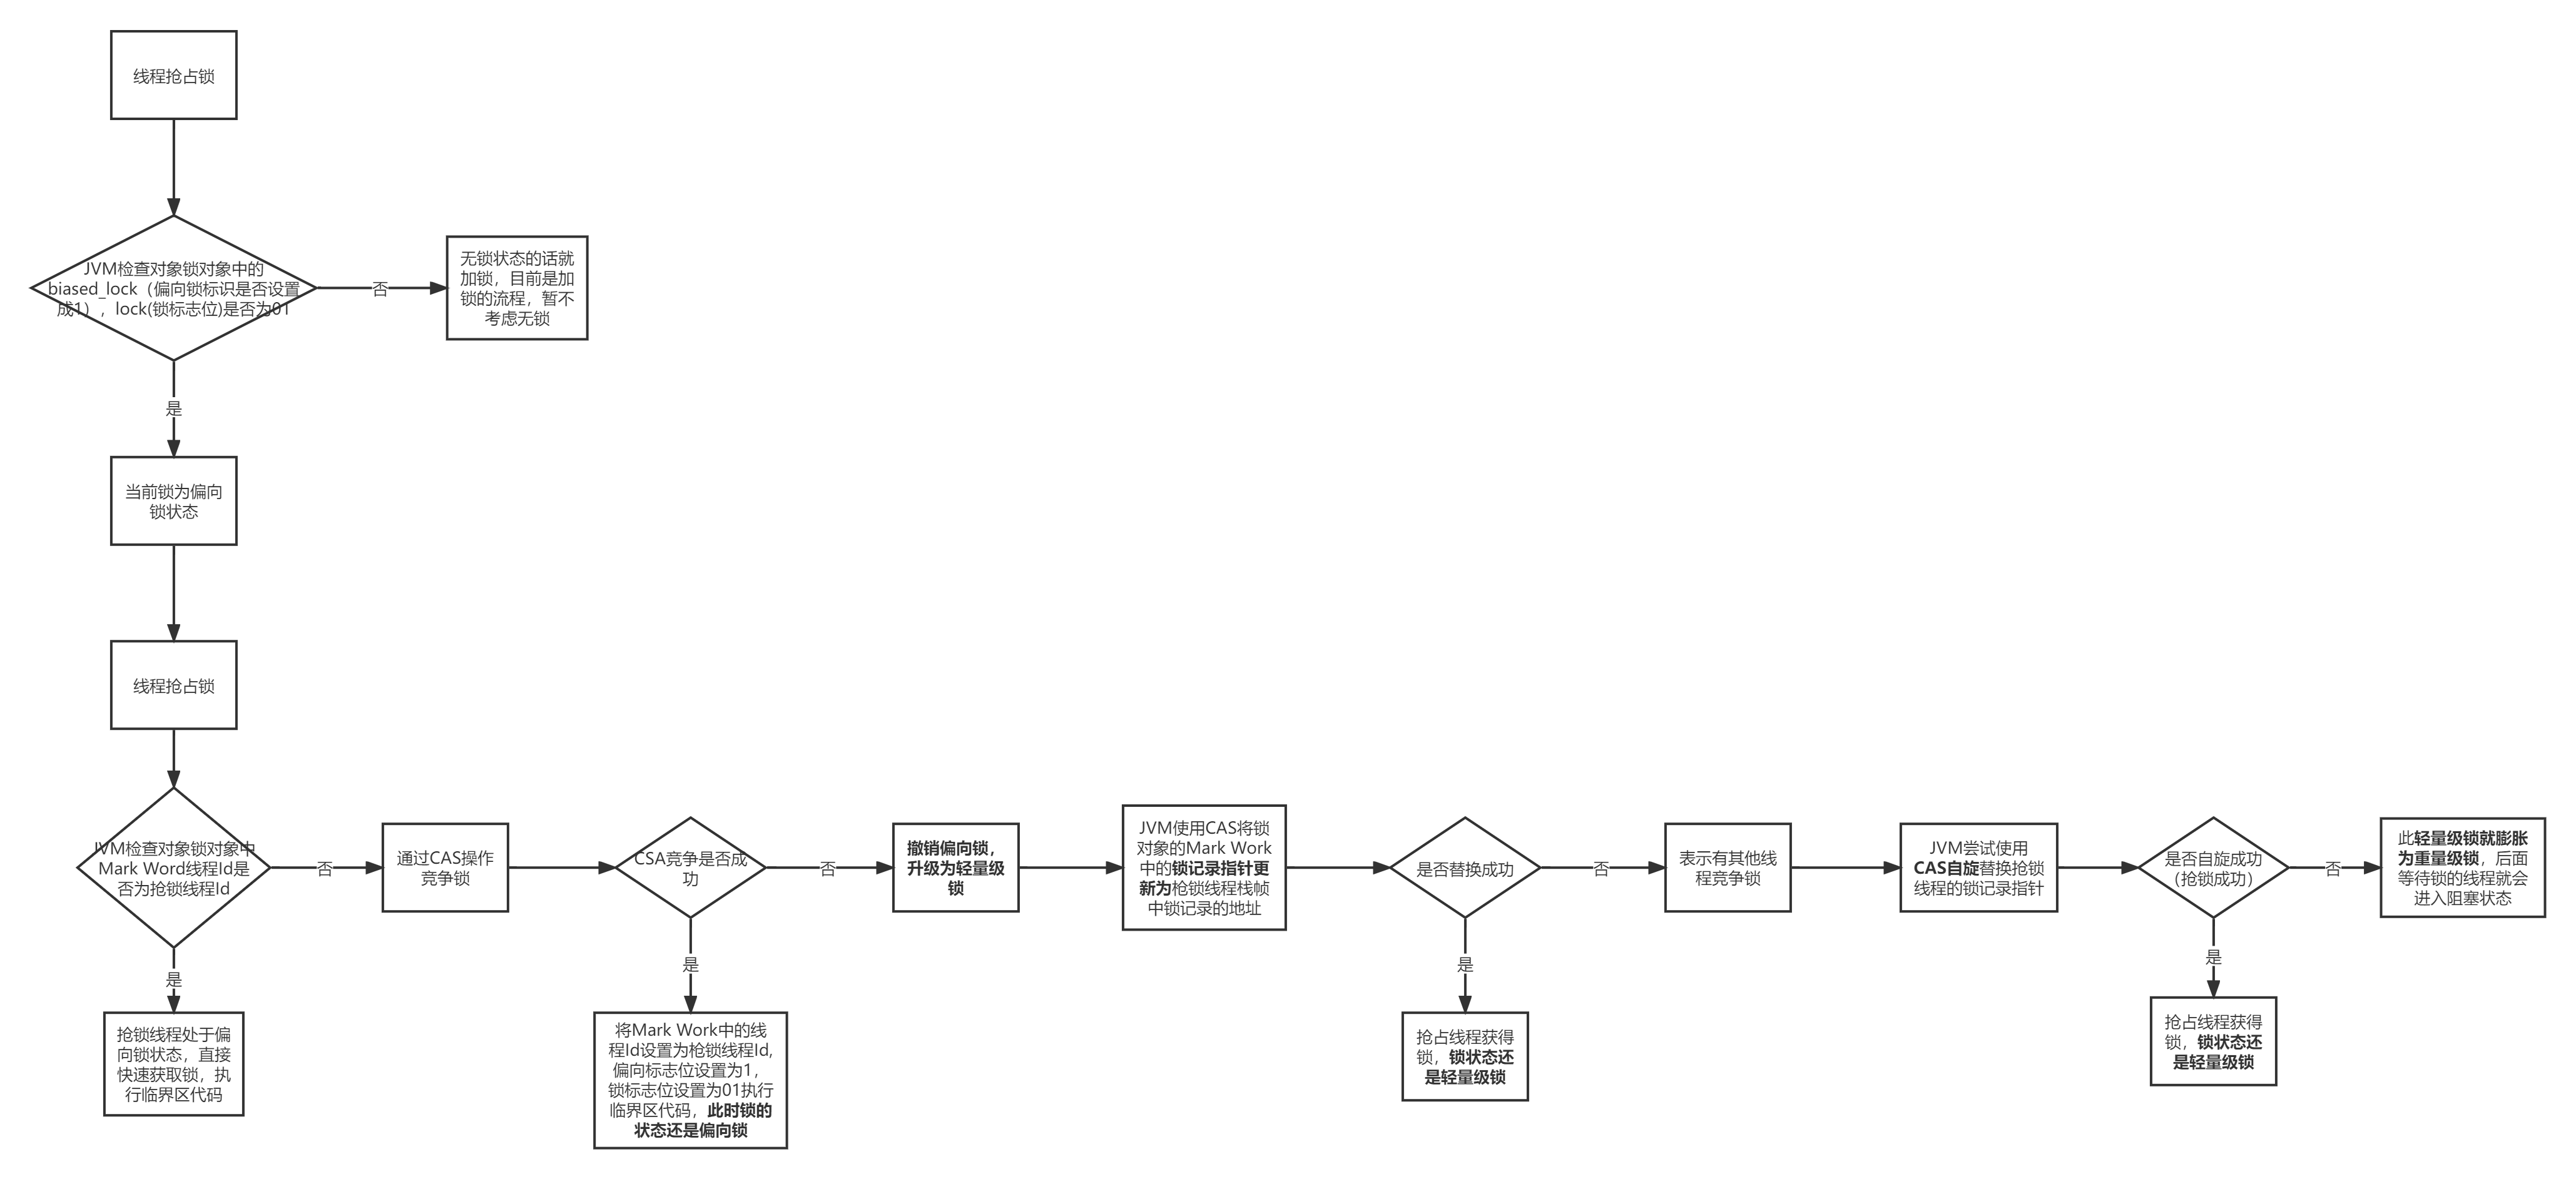 线程抢占锁
JVM检查对象锁对象中的
biased_lock（偏向锁标识是否设置
成1），lock(锁标志位)是否为01
否
无锁状态的话就
加锁，目前是加
锁的流程，暂不
考虑无锁
是
当前锁为偏向
锁状态
线程抢占锁
JVM检查对象锁对象中
Mark Word线程Id是
否为抢锁线程Id
否
通过CAS操作
竞争锁
CSA竞争是否成
功
否
撤销偏向锁，
升级为轻量级
锁
JVM使用CAS将锁
对象的Mark Work
中的锁记录指针更
新为枪锁线程栈帧
中锁记录的地址
是否替换成功
否
表示有其他线
程竞争锁
JVM尝试使用
CAS自旋替换抢锁
线程的锁记录指针
是否自旋成功
（抢锁成功）
否
此轻量级锁就膨胀
为重量级锁，后面
等待锁的线程就会
进入阻塞状态
是
抢锁线程处于偏
向锁状态，直接
快速获取锁，执
行临界区代码
是
将Mark Work中的线
程Id设置为枪锁线程Id,
偏向标志位设置为1，
锁标志位设置为01执行
临界区代码，此时锁的
状态还是偏向锁
是
抢占线程获得
锁，锁状态还
是轻量级锁
是
抢占线程获得
锁，锁状态还
是轻量级锁